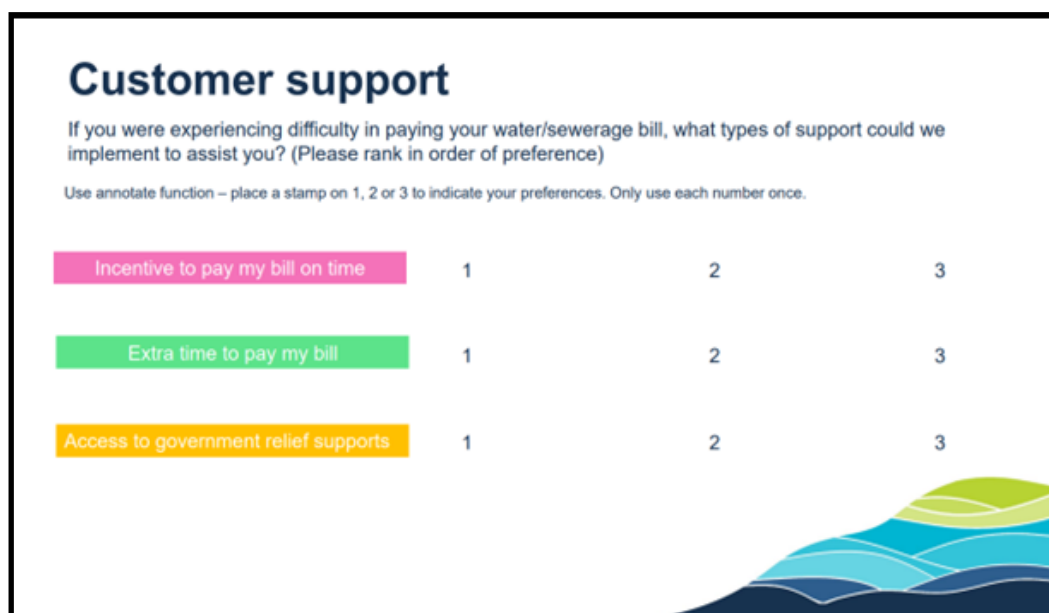 Customer support
If you were experiencing difficulty in paying your water/sewerage bill, what types of support could we
implement to assist you? (Please rank in order of preference)
Use annotate function – place a stamp on 1, 2 or 3 to indicate your preferences. Only use each number once.
Incentive to pay my bill on time 1 2 3
Extra time to pay my bill 1 2 3
Access to government relief supports 1 2 3